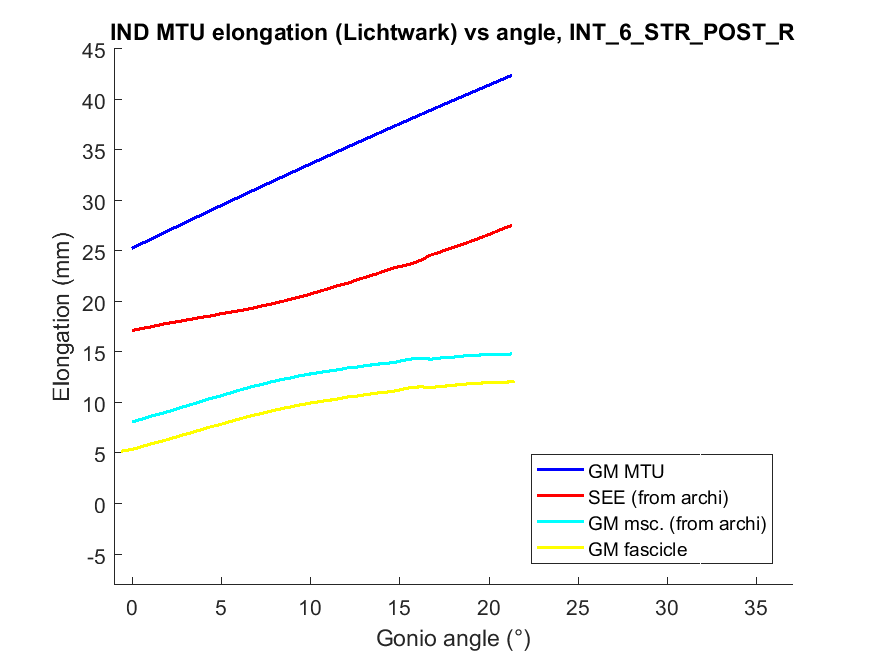 IND MTU elongation (Lichtwark) vs angle, INT_6_STR_POST_R
45
40
35
30
25
20
15
10
5
0
-5
Elongation (mm)
GM MTU
SEE (from archi)
GM msc. (from archi)
GM fascicle
0 5 10 15 20 25 30 35
Gonio angle (°)